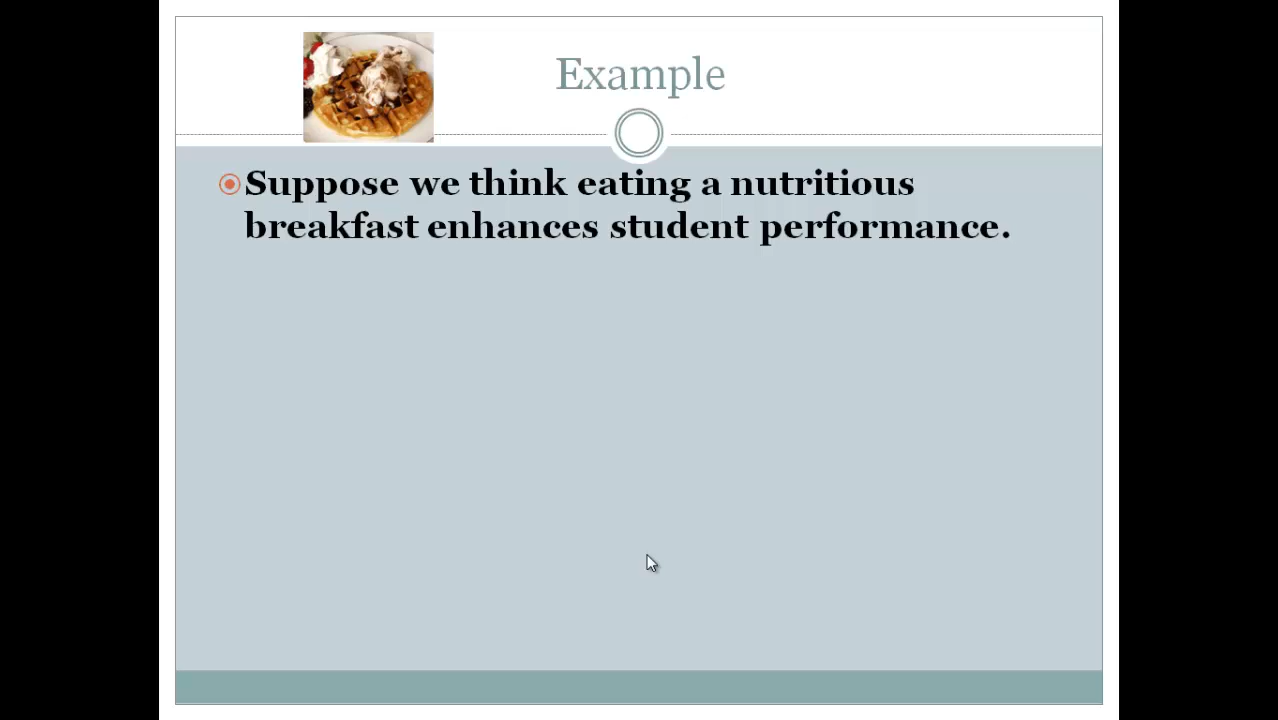 Example
Suppose we think eating a nutritious
breakfast enhances student performance.